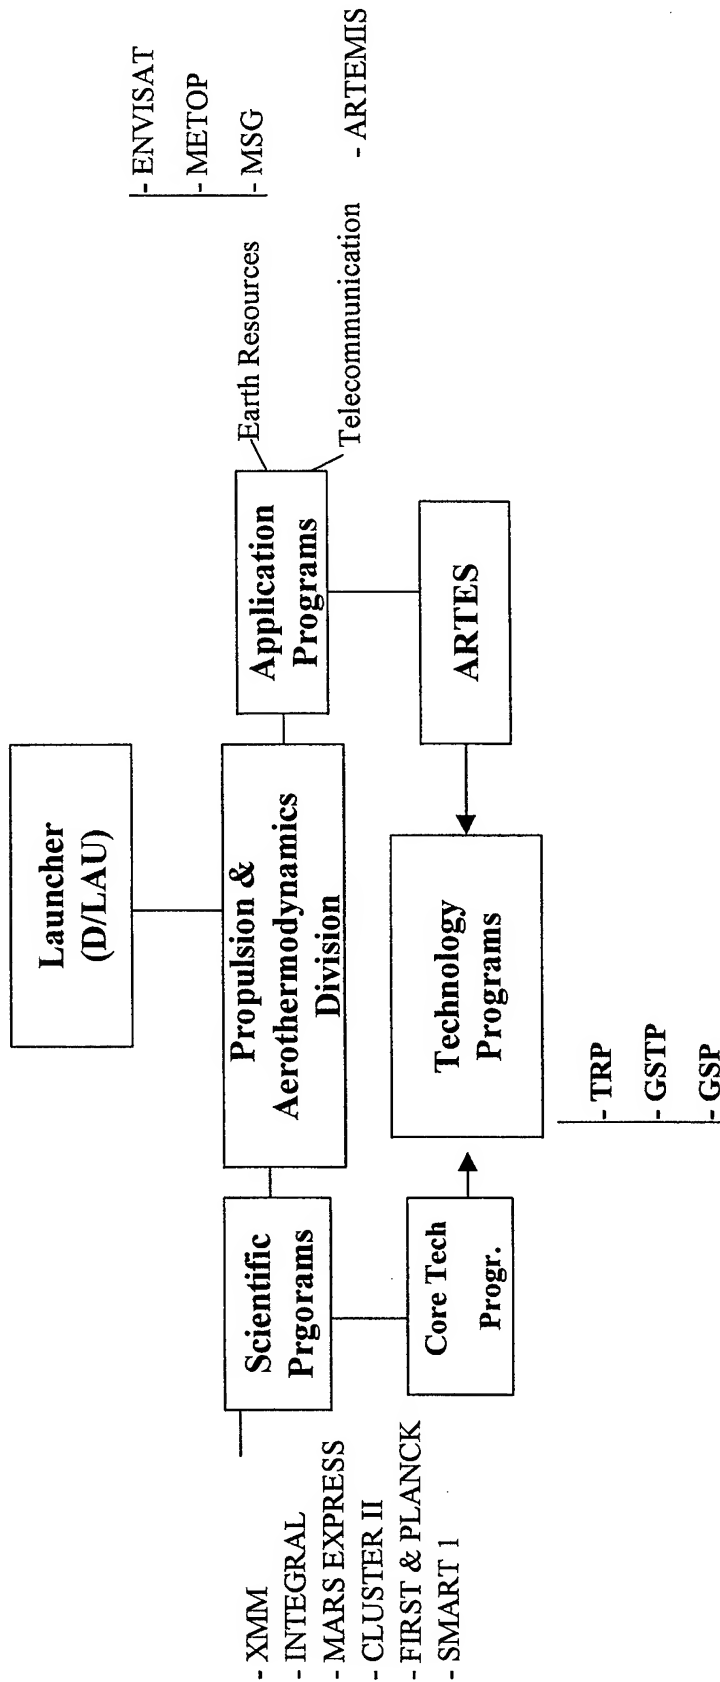 Launcher
(D/LAU)
- XMM
- INTEGRAL
- MARS EXPRESS
- CLUSTER II
- FIRST & PLANCK
- SMART 1
Scientific
Prgorams
Propulsion &
Aerothermodynamics
Division
Application
Programs
Earth Resources
Telecommunication
- ENVISAT
- METOP
- MSG
- ARTEMIS
Core Tech
Progr.
Technology
Programs
ARTES
- TRP
- GSTP
- GSP